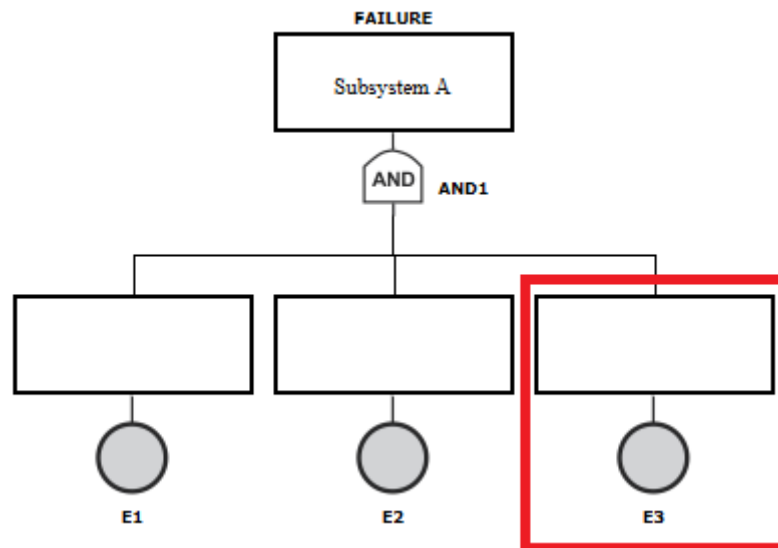 FAILURE
Subsystem A
AND
AND1
E1
E2
E3